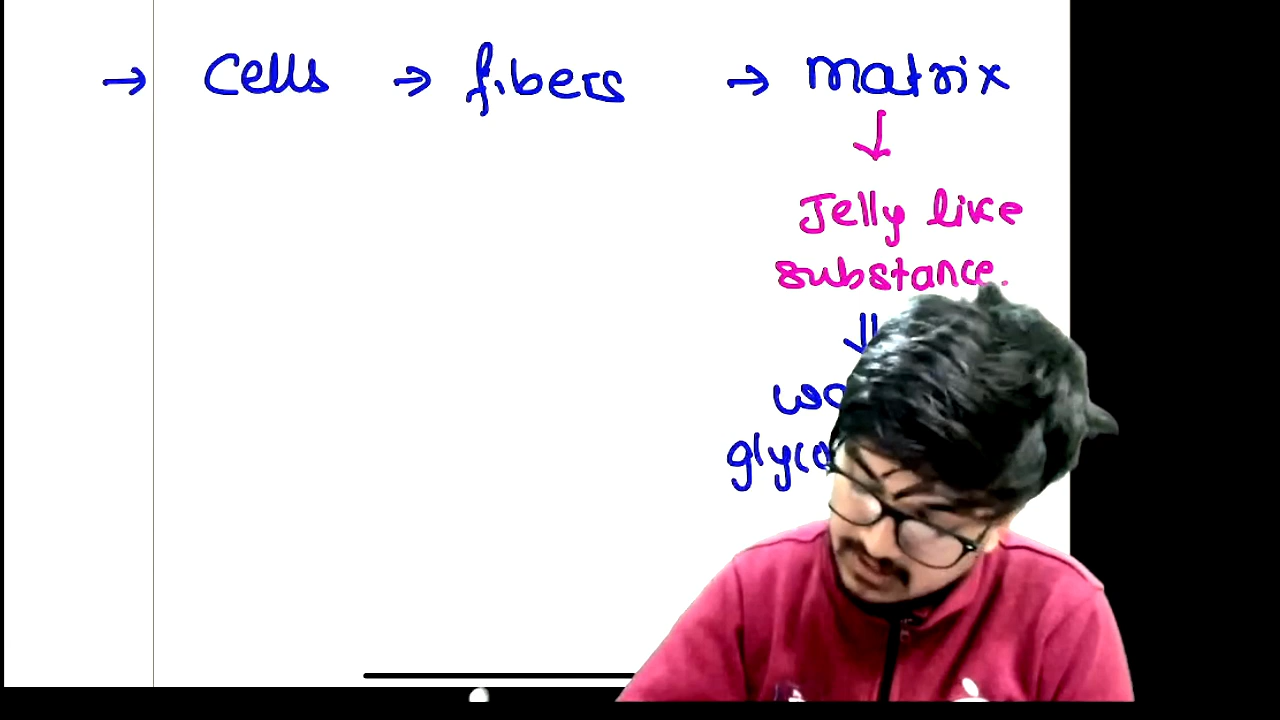 → Cells → fibers → matrix
↓
Jelly like
substance.